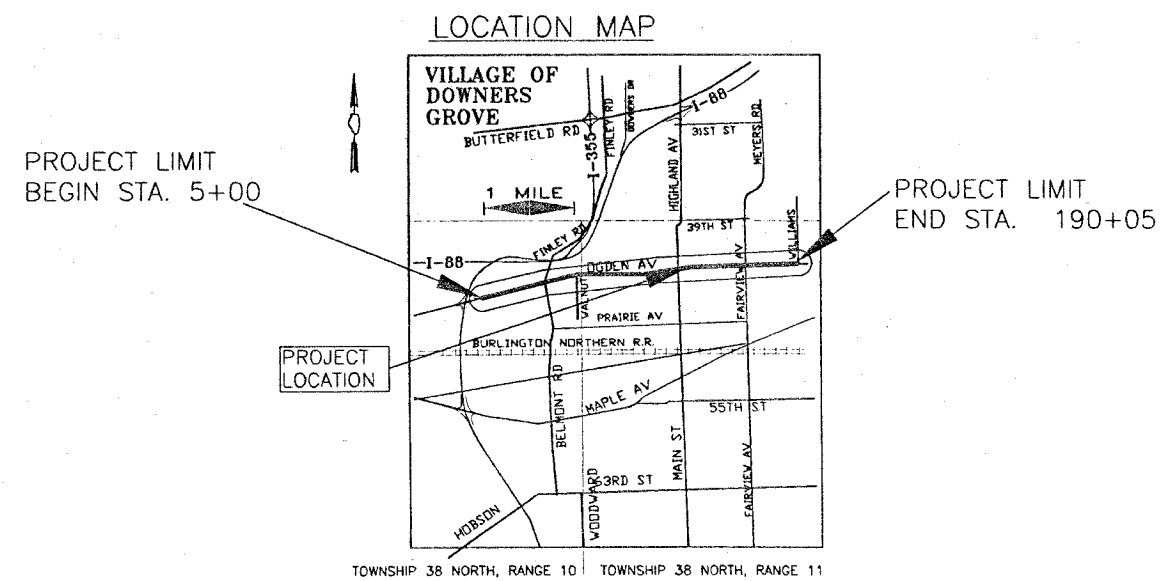 LOCATION MAP
VILLAGE OF
DOWNERS
GROVE
BUTTERFIELD RD
I-355
FINLEY RD
DOWNERS DR
I-88
HIGHLAND AV
31ST ST
MEYERS RD
PROJECT LIMIT
BEGIN STA. 5+00
1 MILE
PROJECT LIMIT
END STA. 190+05
39TH ST
WILLIAMS
FINLEY RD
I-88
OGDEN AV
WALNUT
FAIRVIEW AV
PRAIRIE AV
BURLINGTON NORTHERN R.R.
PROJECT
LOCATION
BELMONT RD
MAPLE AV
55TH ST
MAIN ST
FAIRVIEW AV
63RD ST
WOODWARD
HOBSON
TOWNSHIP 38 NORTH, RANGE 10
TOWNSHIP 38 NORTH, RANGE 11